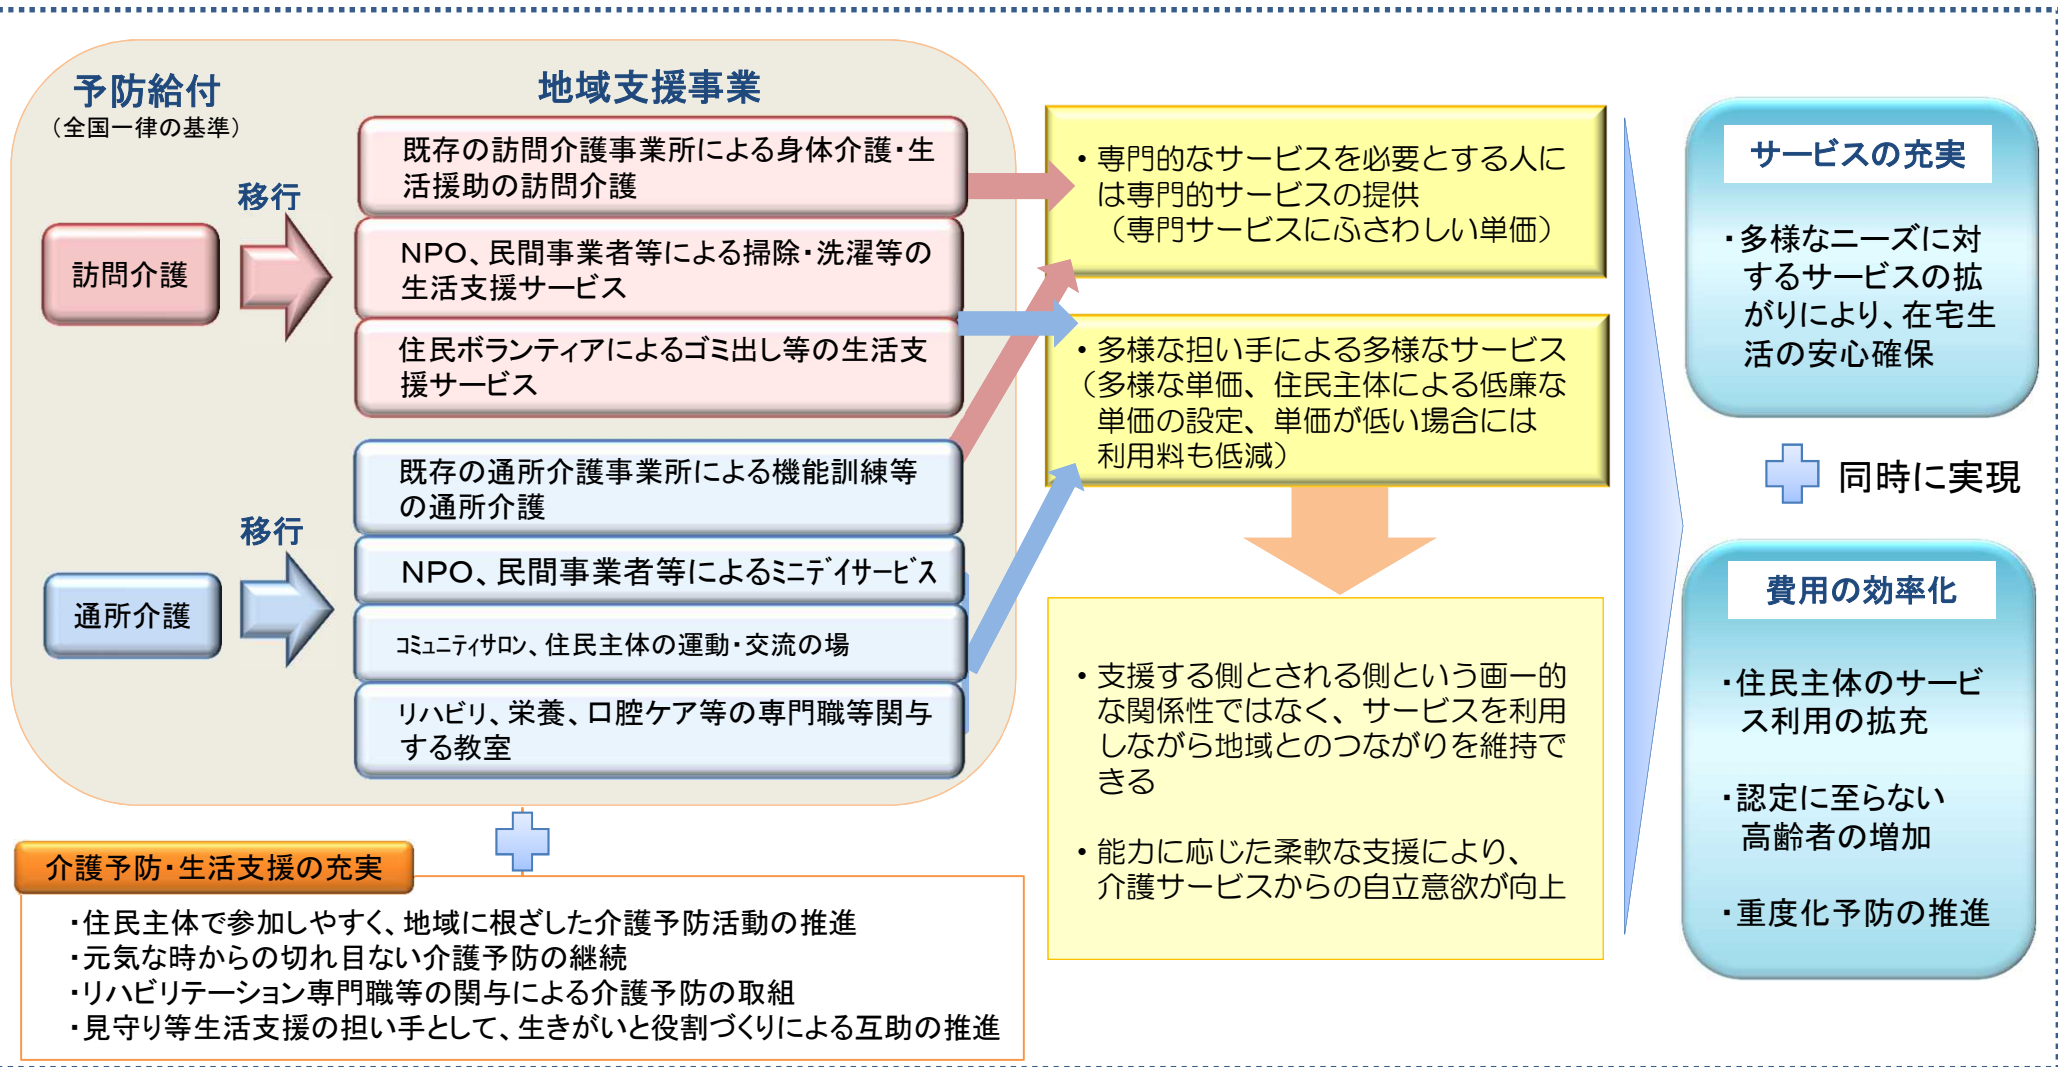 予防給付
（全国一律の基準）
地域支援事業
移行
訪問介護
既存の訪問介護事業所による身体介護・生
活援助の訪問介護
ＮＰＯ、民間事業者等による掃除・洗濯等の
生活支援サービス
住民ボランティアによるゴミ出し等の生活支
援サービス
移行
通所介護
既存の通所介護事業所による機能訓練等
の通所介護
ＮＰＯ、民間事業者等によるﾐﾆﾃﾞｲサービス
ｺﾐｭﾆﾃｨサロン、住民主体の運動・交流の場
リハビリ、栄養、口腔ケア等の専門職等関与
する教室
介護予防・生活支援の充実
・住民主体で参加しやすく、地域に根ざした介護予防活動の推進
・元気な時からの切れ目ない介護予防の継続
・リハビリテーション専門職等の関与による介護予防の取組
・見守り等生活支援の担い手として、生きがいと役割づくりによる互助の推進
・専門的なサービスを必要とする人に
は専門的サービスの提供
（専門サービスにふさわしい単価）
・多様な担い手による多様なサービス
（多様な単価、住民主体による低廉な
単価の設定、単価が低い場合には
利用料も低減）
・支援する側とされる側という画一的
な関係性ではなく、サービスを利用
しながら地域とのつながりを維持で
きる
・能力に応じた柔軟な支援により、
介護サービスからの自立意欲が向上
サービスの充実
・多様なニーズに対
するサービスの拡
がりにより、在宅生
活の安心確保
同時に実現
費用の効率化
・住民主体のサービ
ス利用の拡充
・認定に至らない
高齢者の増加
・重度化予防の推進